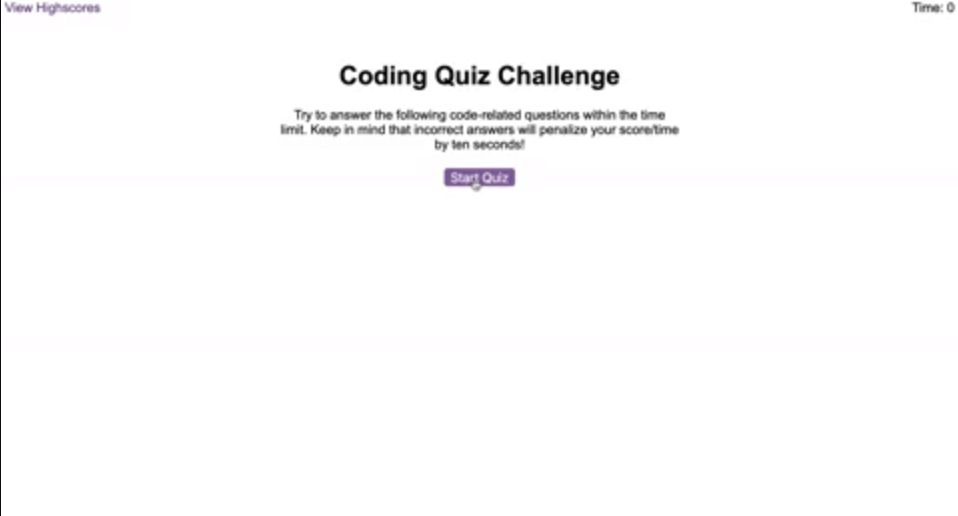 View Highscores
Time: 0
Coding Quiz Challenge
Try to answer the following code-related questions within the time
limit. Keep in mind that incorrect answers will penalize your score/time
by ten seconds!
Start Quiz